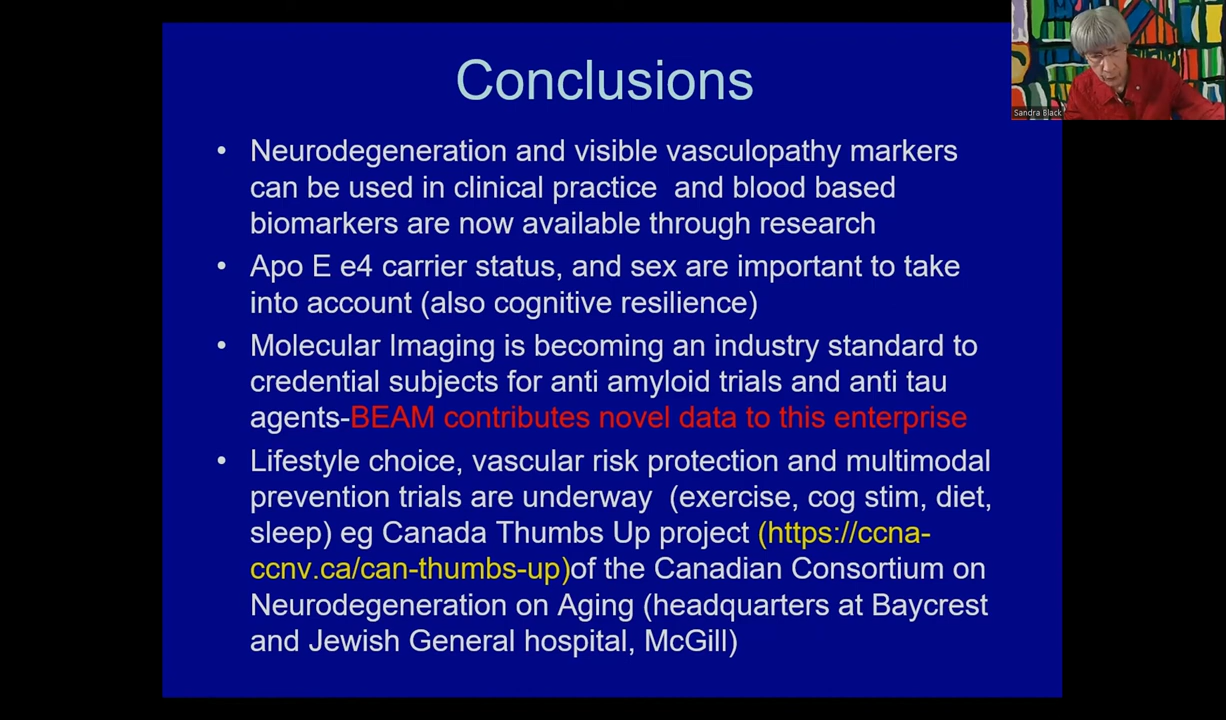 Conclusions
Sandra Black
• Neurodegeneration and visible vasculopathy markers
can be used in clinical practice and blood based
biomarkers are now available through research
• Apo E e4 carrier status, and sex are important to take
into account (also cognitive resilience)
• Molecular Imaging is becoming an industry standard to
credential subjects for anti amyloid trials and anti tau
agents-BEAM contributes novel data to this enterprise
• Lifestyle choice, vascular risk protection and multimodal
prevention trials are underway (exercise, cog stim, diet,
sleep) eg Canada Thumbs Up project (https://ccna-
ccnv.ca/can-thumbs-up)of the Canadian Consortium on
Neurodegeneration on Aging (headquarters at Baycrest
and Jewish General hospital, McGill)